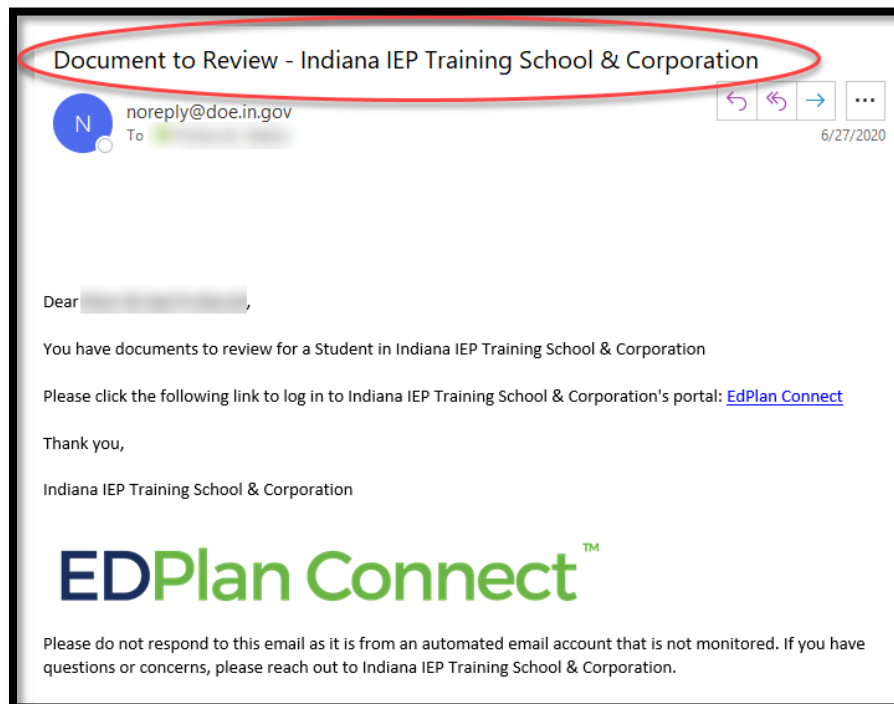 Document to Review - Indiana IEP Training School & Corporation
N
noreply@doe.in.gov
To
6/27/2020
Dear ,
You have documents to review for a Student in Indiana IEP Training School & Corporation
Please click the following link to log in to Indiana IEP Training School & Corporation's portal: EdPlan Connect
Thank you,
Indiana IEP Training School & Corporation
EDPlan Connect™
Please do not respond to this email as it is from an automated email account that is not monitored. If you have
questions or concerns, please reach out to Indiana IEP Training School & Corporation.